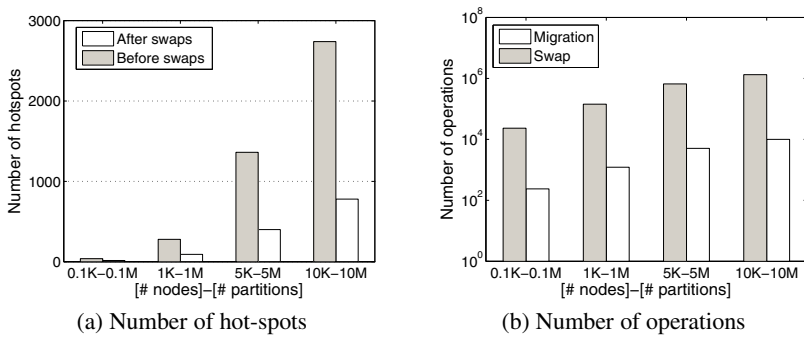 3000
2000
1000
0
Number of hotspots
After swaps
Before swaps
0.1K−0.1M 1K−1M 5K−5M 10K−10M
[# nodes]−[# partitions]
(a) Number of hot-spots
10^8
10^6
10^4
10^2
10^0
Number of operations
Migration
Swap
0.1K−0.1M 1K−1M 5K−5M 10K−10M
[# nodes]−[# partitions]
(b) Number of operations